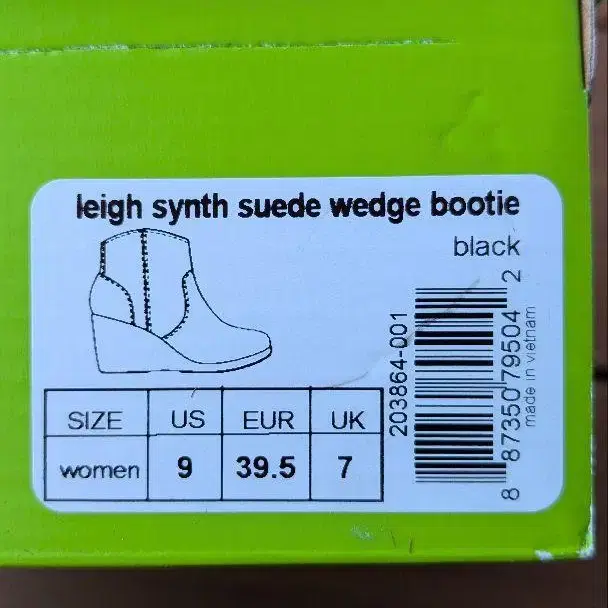 leigh synth suede wedge bootie
black
SIZE US EUR UK
women 9 39.5 7
203864-001
8 87350 79504 2
made in vietnam